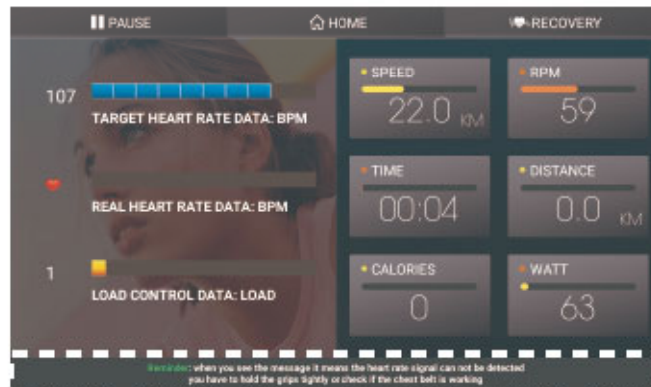 PAUSE
HOME
RECOVERY
107
TARGET HEART RATE DATA: BPM
REAL HEART RATE DATA: BPM
1
LOAD CONTROL DATA: LOAD
SPEED
22.0 KM
RPM
59
TIME
00:04
DISTANCE
0.0 KM
CALORIES
0
WATT
63
Reminder: when you see the message it means the heart rate signal can not be detected
you have to hold the grips tightly or check if the chest belt is working